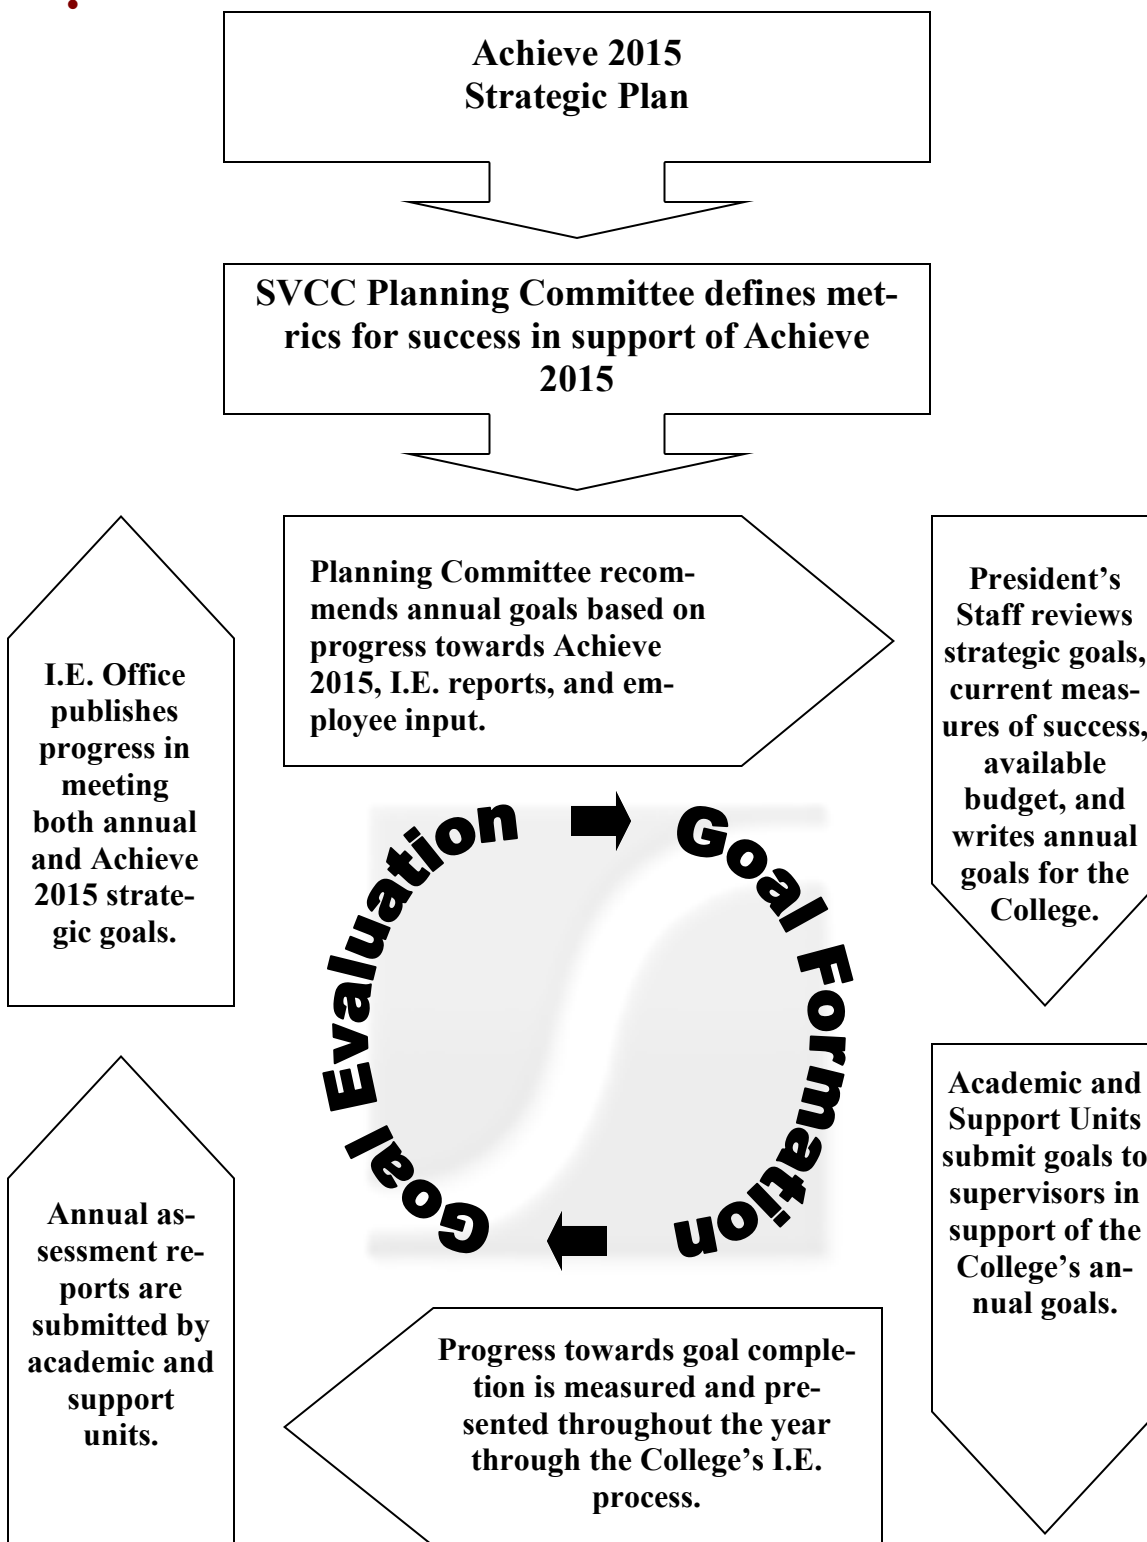 Achieve 2015
Strategic Plan
SVCC Planning Committee defines met-
rics for success in support of Achieve
2015
Planning Committee recom-
mends annual goals based on
progress towards Achieve
2015, I.E. reports, and em-
ployee input.
President’s
Staff reviews
strategic goals,
current meas-
ures of success,
available
budget, and
writes annual
goals for the
College.
Academic and
Support Units
submit goals to
supervisors in
support of the
College’s an-
nual goals.
Progress towards goal comple-
tion is measured and pre-
sented throughout the year
through the College’s I.E.
process.
Annual as-
sessment re-
ports are
submitted by
academic and
support
units.
I.E. Office
publishes
progress in
meeting
both annual
and Achieve
2015 strate-
gic goals.
Goal Formation
Goal Evaluation